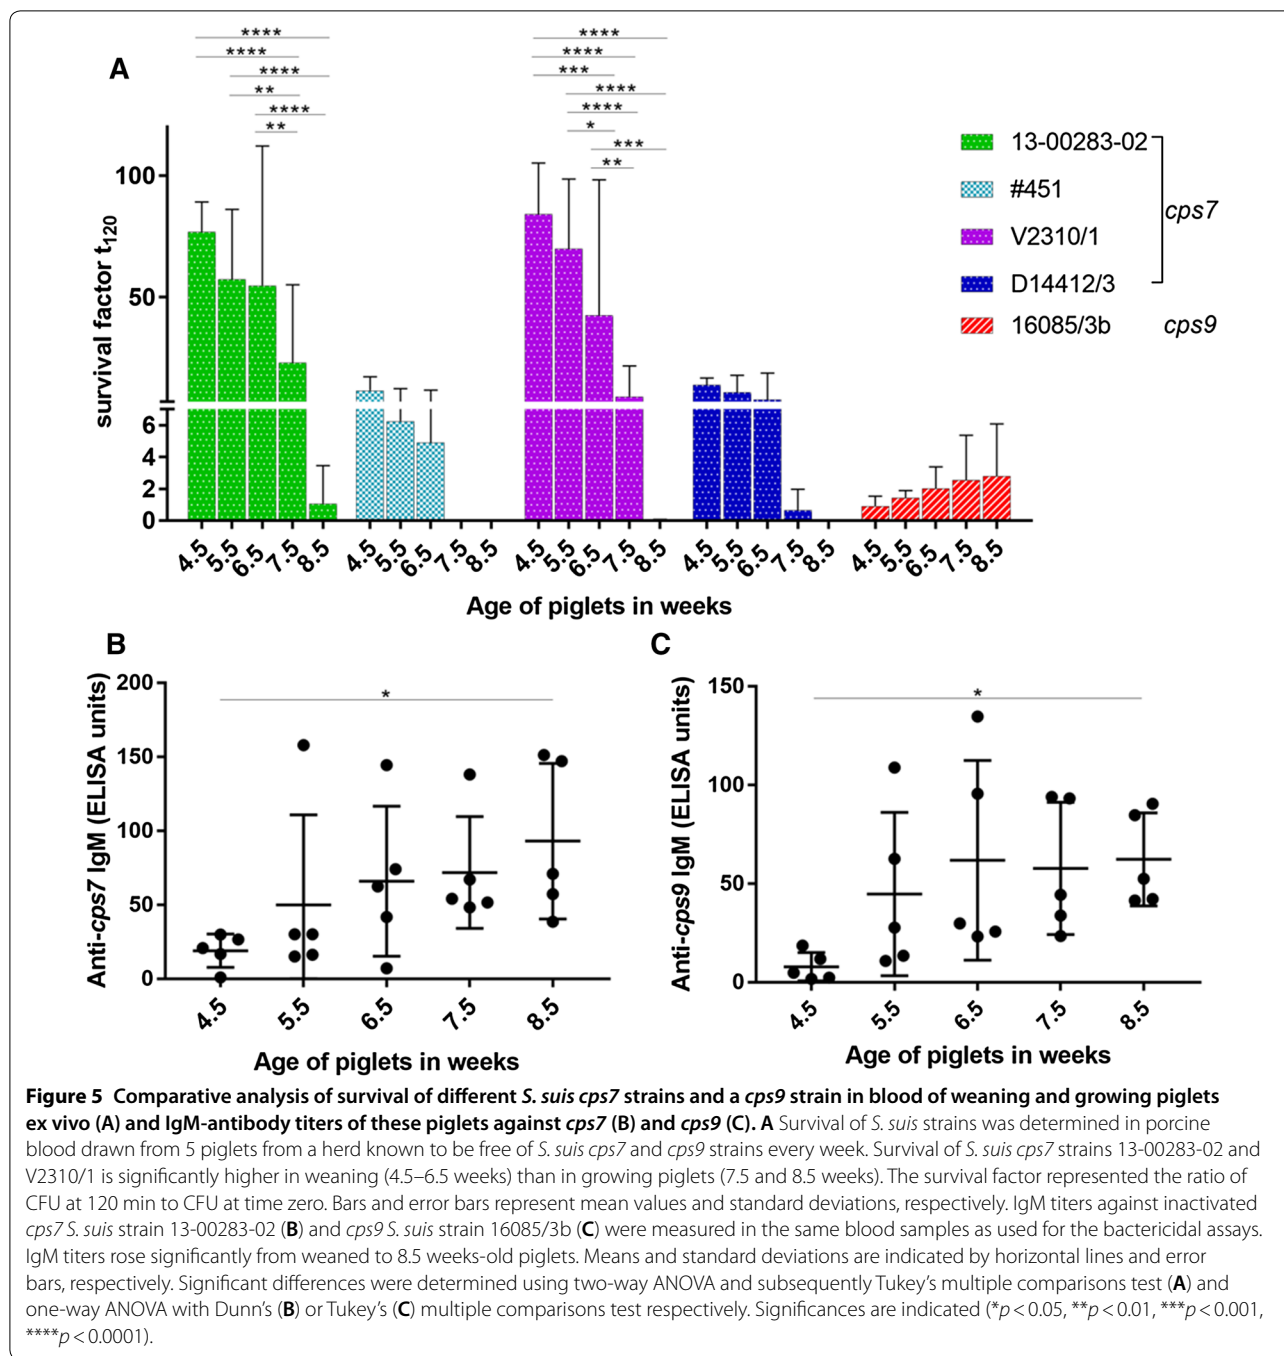 A
****
****
****
**
****
**
****
****
***
****
****
*
***
**
survival factor t120
100
50
6
4
2
0
4.5 5.5 6.5 7.5 8.5 4.5 5.5 6.5 7.5 8.5 4.5 5.5 6.5 7.5 8.5 4.5 5.5 6.5 7.5 8.5 4.5 5.5 6.5 7.5 8.5
Age of piglets in weeks
13-00283-02
#451
V2310/1
D14412/3
cps7
16085/3b cps9
B
Anti-cps7 IgM (ELISA units)
200
150
100
50
0
*
4.5 5.5 6.5 7.5 8.5
Age of piglets in weeks
C
Anti-cps9 IgM (ELISA units)
150
100
50
0
*
4.5 5.5 6.5 7.5 8.5
Age of piglets in weeks
Figure 5 Comparative analysis of survival of different S. suis cps7 strains and a cps9 strain in blood of weaning and growing piglets
ex vivo (A) and IgM-antibody titers of these piglets against cps7 (B) and cps9 (C). A Survival of S. suis strains was determined in porcine
blood drawn from 5 piglets from a herd known to be free of S. suis cps7 and cps9 strains every week. Survival of S. suis cps7 strains 13-00283-02 and
V2310/1 is significantly higher in weaning (4.5–6.5 weeks) than in growing piglets (7.5 and 8.5 weeks). The survival factor represented the ratio of
CFU at 120 min to CFU at time zero. Bars and error bars represent mean values and standard deviations, respectively. IgM titers against inactivated
cps7 S. suis strain 13-00283-02 (B) and cps9 S. suis strain 16085/3b (C) were measured in the same blood samples as used for the bactericidal assays.
IgM titers rose significantly from weaned to 8.5 weeks-old piglets. Means and standard deviations are indicated by horizontal lines and error
bars, respectively. Significant differences were determined using two-way ANOVA and subsequently Tukey's multiple comparisons test (A) and
one-way ANOVA with Dunn's (B) or Tukey's (C) multiple comparisons test respectively. Significances are indicated (*p < 0.05, **p < 0.01, ***p < 0.001,
****p < 0.0001).